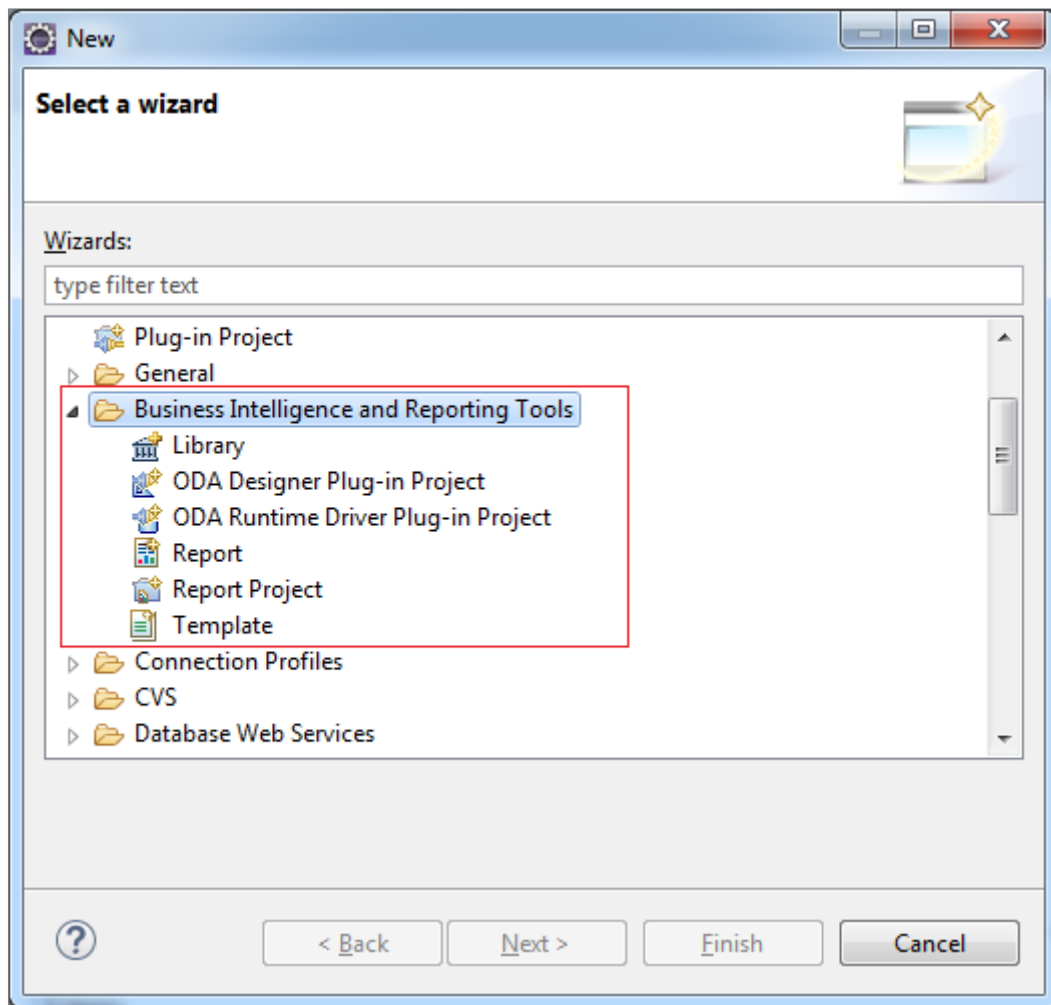 New
Select a wizard
Wizards:
type filter text
Plug-in Project
General
Business Intelligence and Reporting Tools
Library
ODA Designer Plug-in Project
ODA Runtime Driver Plug-in Project
Report
Report Project
Template
Connection Profiles
CVS
Database Web Services
? < Back Next > Finish Cancel